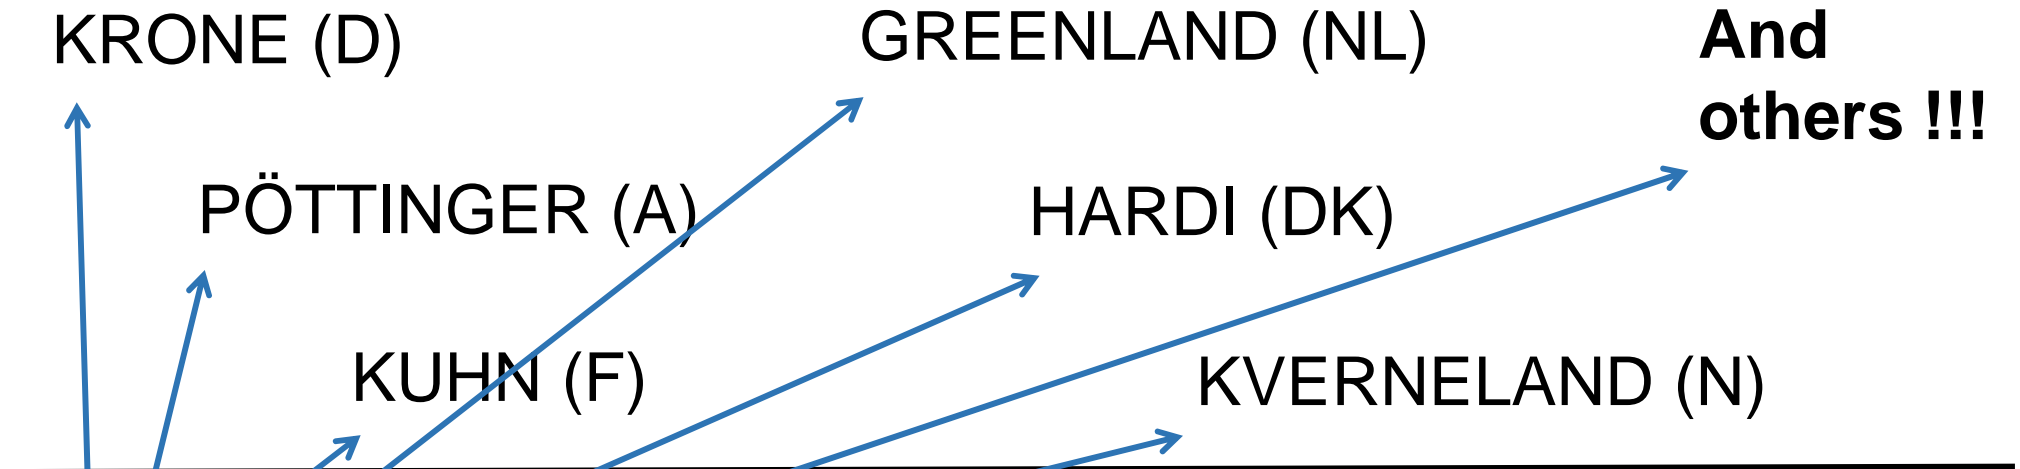 KRONE (D)
GREENLAND (NL)
And
others !!!
PÖTTINGER (A)
HARDI (DK)
KUHN (F)
KVERNELAND (N)